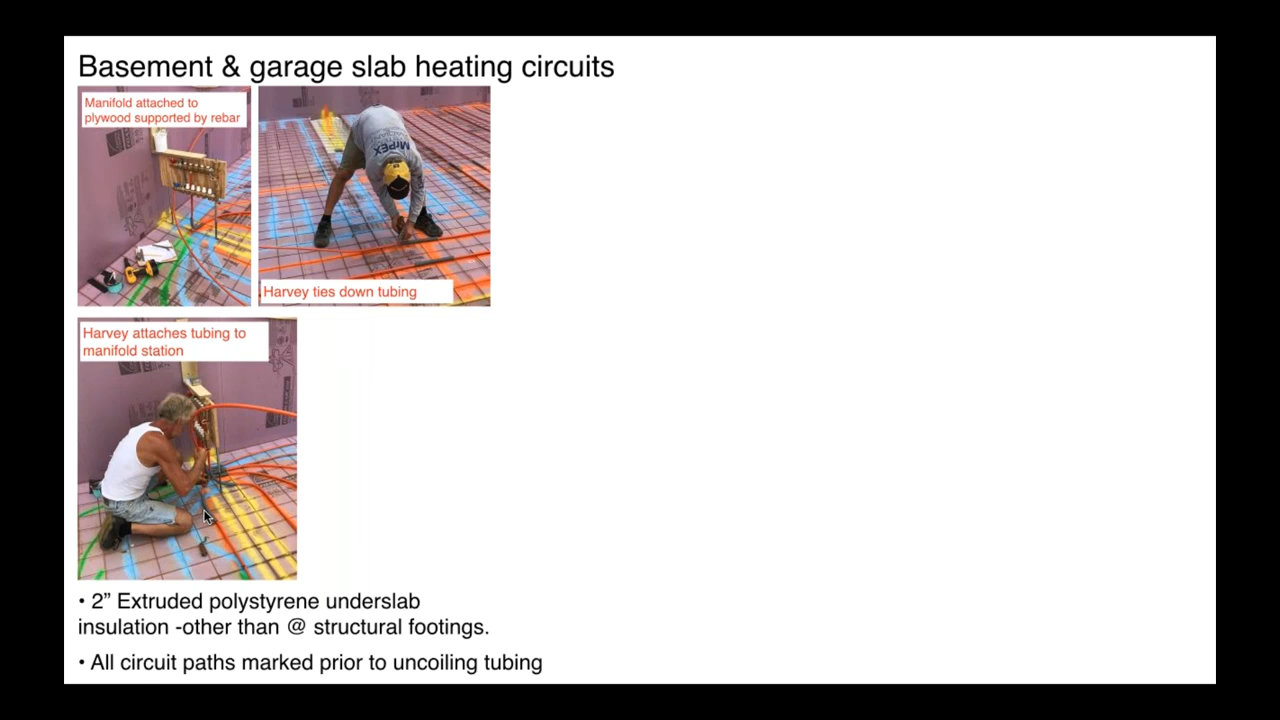 Basement & garage slab heating circuits
Manifold attached to
plywood supported by rebar
MrPEX
Harvey ties down tubing
Harvey attaches tubing to
manifold station
• 2” Extruded polystyrene underslab
insulation -other than @ structural footings.
• All circuit paths marked prior to uncoiling tubing